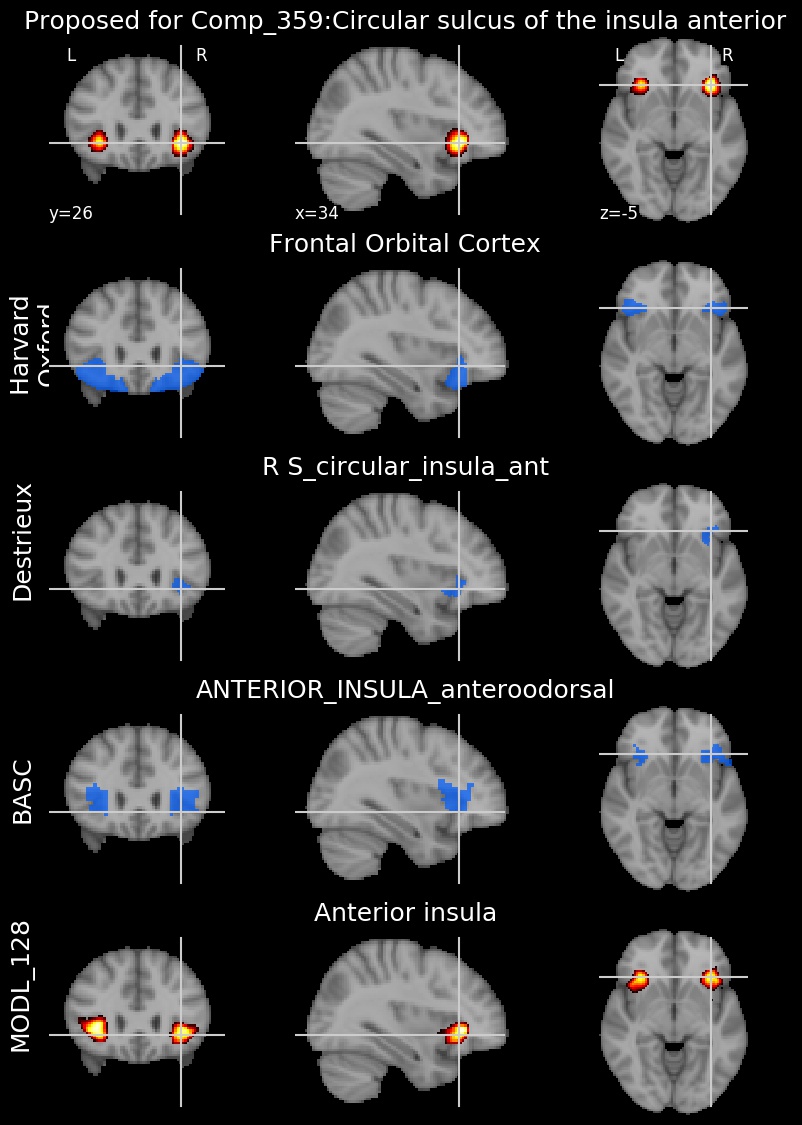 Proposed for Comp_359:Circular sulcus of the insula anterior
L R L R
y=26 x=34 z=-5
Frontal Orbital Cortex
Harvard
Oxford
R S_circular_insula_ant
Destrieux
ANTERIOR_INSULA_anteroodorsal
BASC
Anterior insula
MODL_128